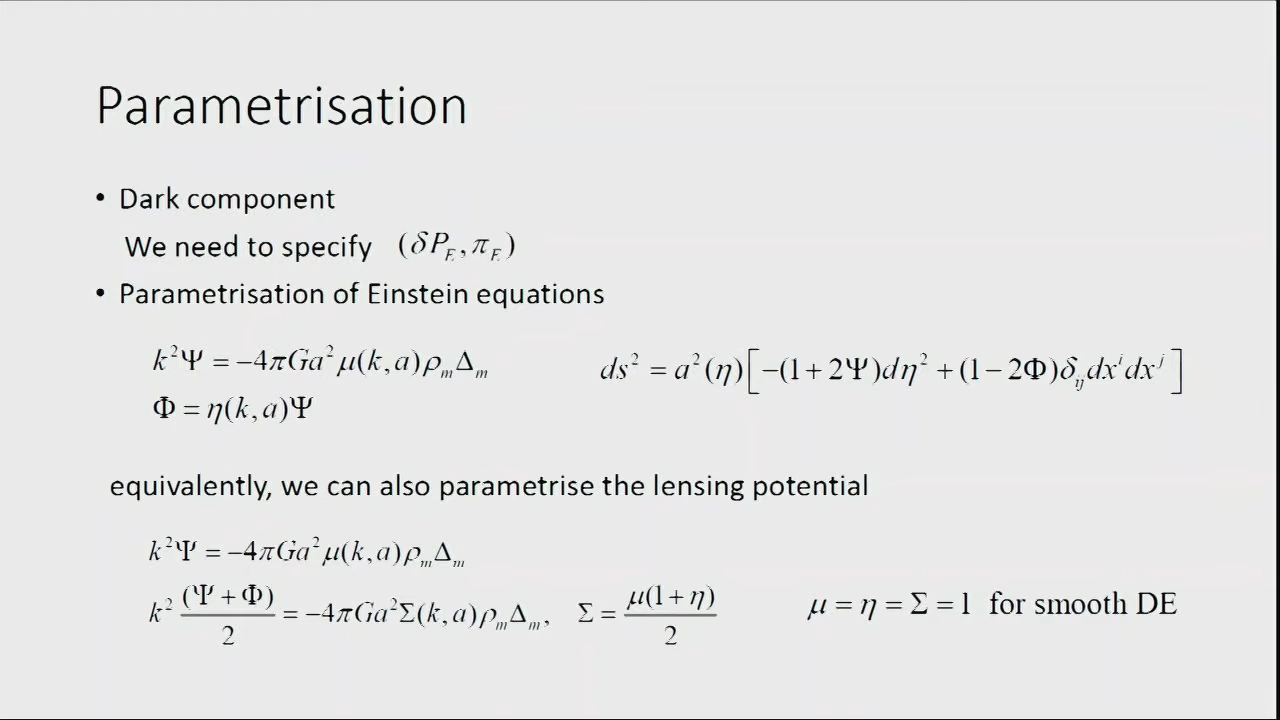 Parametrisation
• Dark component
We need to specify (δP_E, π_E)
• Parametrisation of Einstein equations
k²Ψ = −4πGa²μ(k,a)ρ_mΔ_m
ds² = a²(η)[−(1+2Ψ)dη² + (1−2Φ)δ_ij dx^i dx^j]
Φ = η(k,a)Ψ
equivalently, we can also parametrise the lensing potential
k²Ψ = −4πGa²μ(k,a)ρ_mΔ_m
k² (Ψ + Φ)/2 = −4πGa²Σ(k,a)ρ_mΔ_m, Σ = μ(1+η)/2
μ = η = Σ = 1 for smooth DE